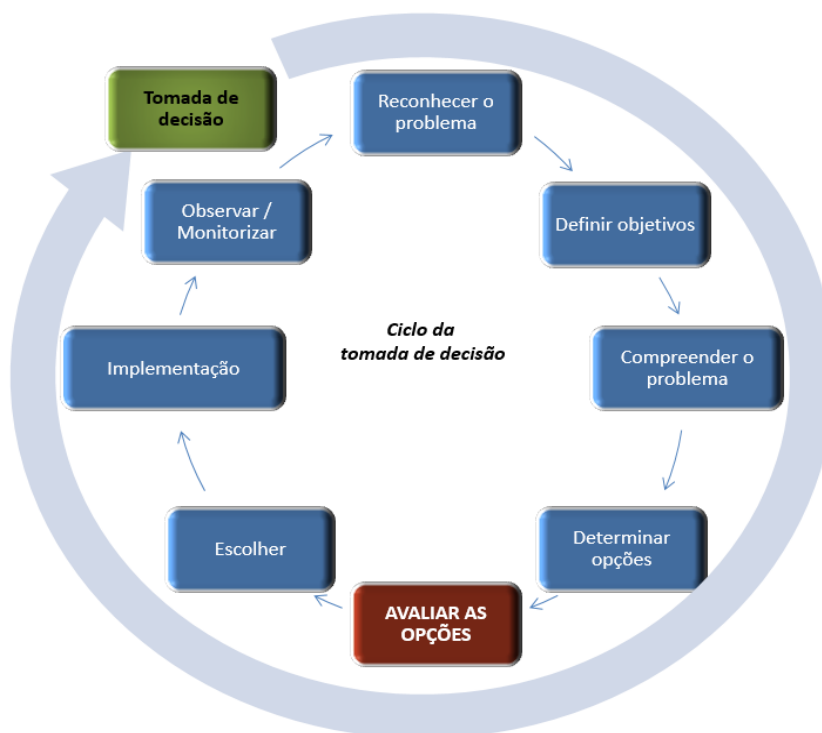 Tomada de
decisão
Reconhecer o
problema
Observar /
Monitorizar
Definir objetivos
Ciclo da
tomada de decisão
Implementação
Compreender o
problema
Escolher
Determinar
opções
AVALIAR AS
OPÇÕES